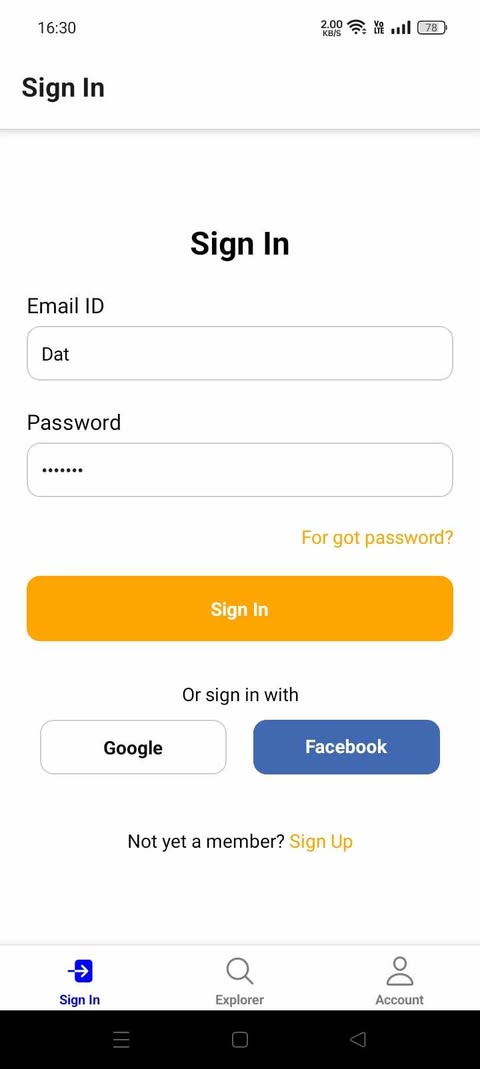 16:30
2.00 KB/S Vo LTE 78
Sign In
Sign In
Email ID
Dat
Password
•••••••
For got password?
Sign In
Or sign in with
Google Facebook
Not yet a member? Sign Up
Sign In Explorer Account